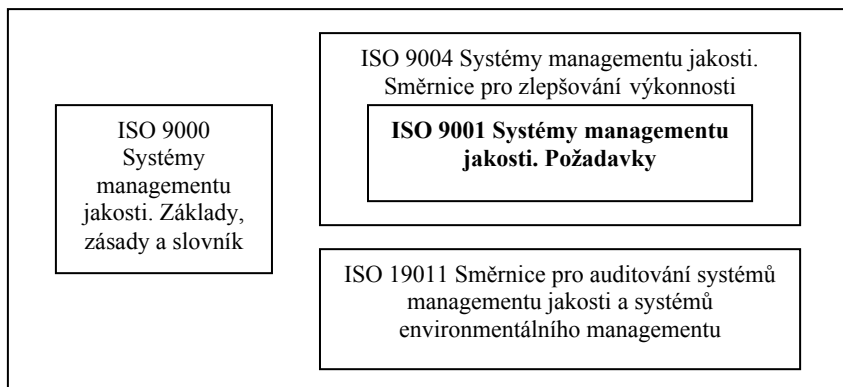 ISO 9000
Systémy
managementu
jakosti. Základy,
zásady a slovník
ISO 9004 Systémy managementu jakosti.
Směrnice pro zlepšování výkonnosti
ISO 9001 Systémy managementu
jakosti. Požadavky
ISO 19011 Směrnice pro auditování systémů
managementu jakosti a systémů
environmentálního managementu